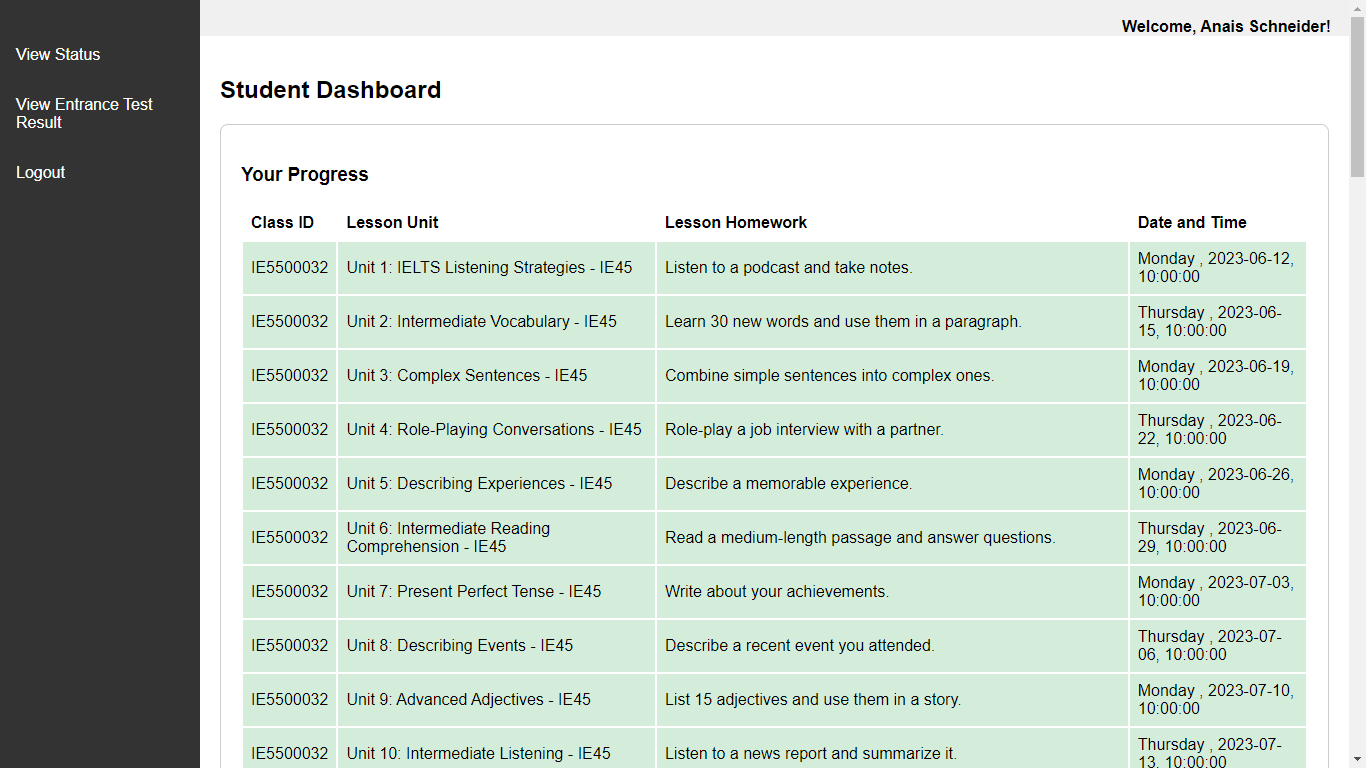 Welcome, Anais Schneider!
View Status
View Entrance Test
Result
Logout
Student Dashboard
Your Progress
Class ID Lesson Unit Lesson Homework Date and Time
IE5500032 Unit 1: IELTS Listening Strategies - IE45 Listen to a podcast and take notes. Monday , 2023-06-12,
10:00:00
IE5500032 Unit 2: Intermediate Vocabulary - IE45 Learn 30 new words and use them in a paragraph. Thursday , 2023-06-
15, 10:00:00
IE5500032 Unit 3: Complex Sentences - IE45 Combine simple sentences into complex ones. Monday , 2023-06-19,
10:00:00
IE5500032 Unit 4: Role-Playing Conversations - IE45 Role-play a job interview with a partner. Thursday , 2023-06-
22, 10:00:00
IE5500032 Unit 5: Describing Experiences - IE45 Describe a memorable experience. Monday , 2023-06-26,
10:00:00
IE5500032 Unit 6: Intermediate Reading
Comprehension - IE45 Read a medium-length passage and answer questions. Thursday , 2023-06-
29, 10:00:00
IE5500032 Unit 7: Present Perfect Tense - IE45 Write about your achievements. Monday , 2023-07-03,
10:00:00
IE5500032 Unit 8: Describing Events - IE45 Describe a recent event you attended. Thursday , 2023-07-
06, 10:00:00
IE5500032 Unit 9: Advanced Adjectives - IE45 List 15 adjectives and use them in a story. Monday , 2023-07-10,
10:00:00
IE5500032 Unit 10: Intermediate Listening - IE45 Listen to a news report and summarize it. Thursday , 2023-07-
13, 10:00:00